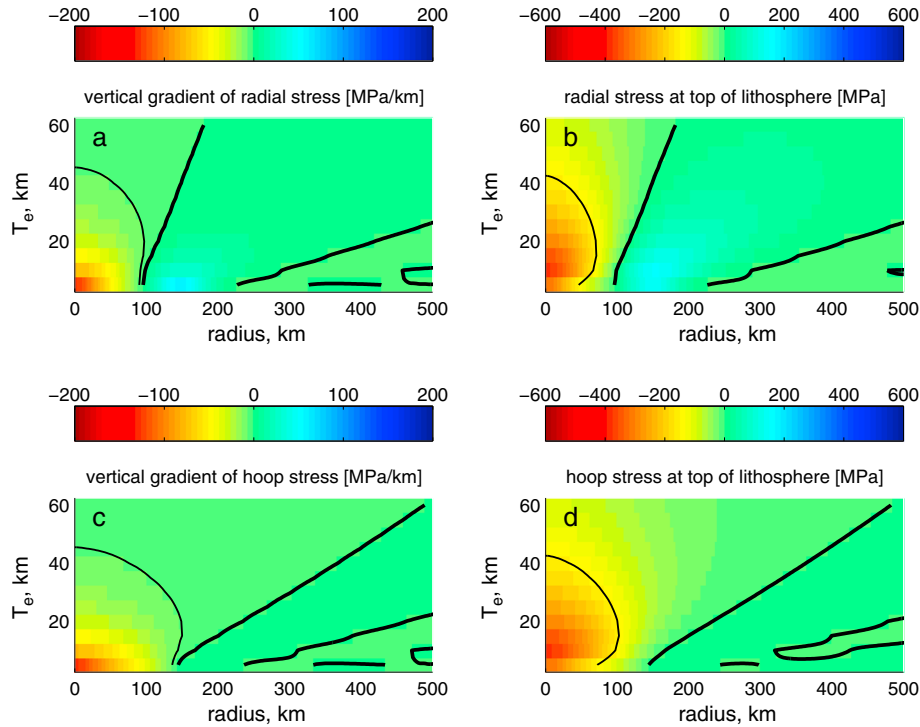 −200 −100 0 100 200
−600 −400 −200 0 200 400 600
vertical gradient of radial stress [MPa/km]
radial stress at top of lithosphere [MPa]
a
60
40
20
T_e, km
0 100 200 300 400 500
radius, km
b
60
40
20
T_e, km
0 100 200 300 400 500
radius, km
−200 −100 0 100 200
−600 −400 −200 0 200 400 600
vertical gradient of hoop stress [MPa/km]
hoop stress at top of lithosphere [MPa]
c
60
40
20
T_e, km
0 100 200 300 400 500
radius, km
d
60
40
20
T_e, km
0 100 200 300 400 500
radius, km